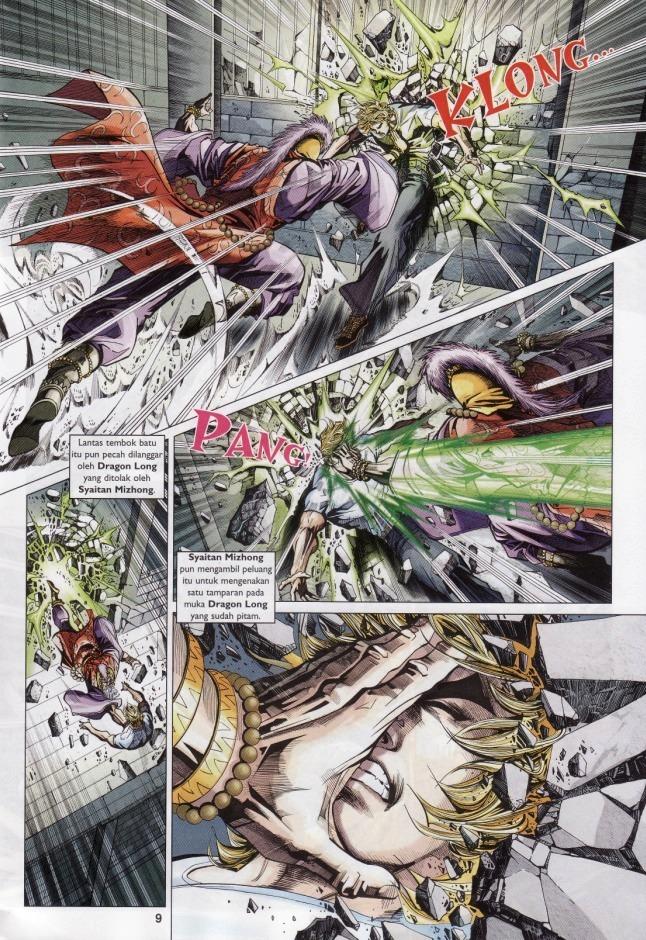 KLONG...
PANG!
Lantas tembok batu
itu pun pecah dilanggar
oleh Dragon Long
yang ditolak oleh
Syaitan Mizhong.
Syaitan Mizhong
pun mengambil peluang
itu untuk mengenakan
satu tamparan pada
muka Dragon Long
yang sudah pitam.
9